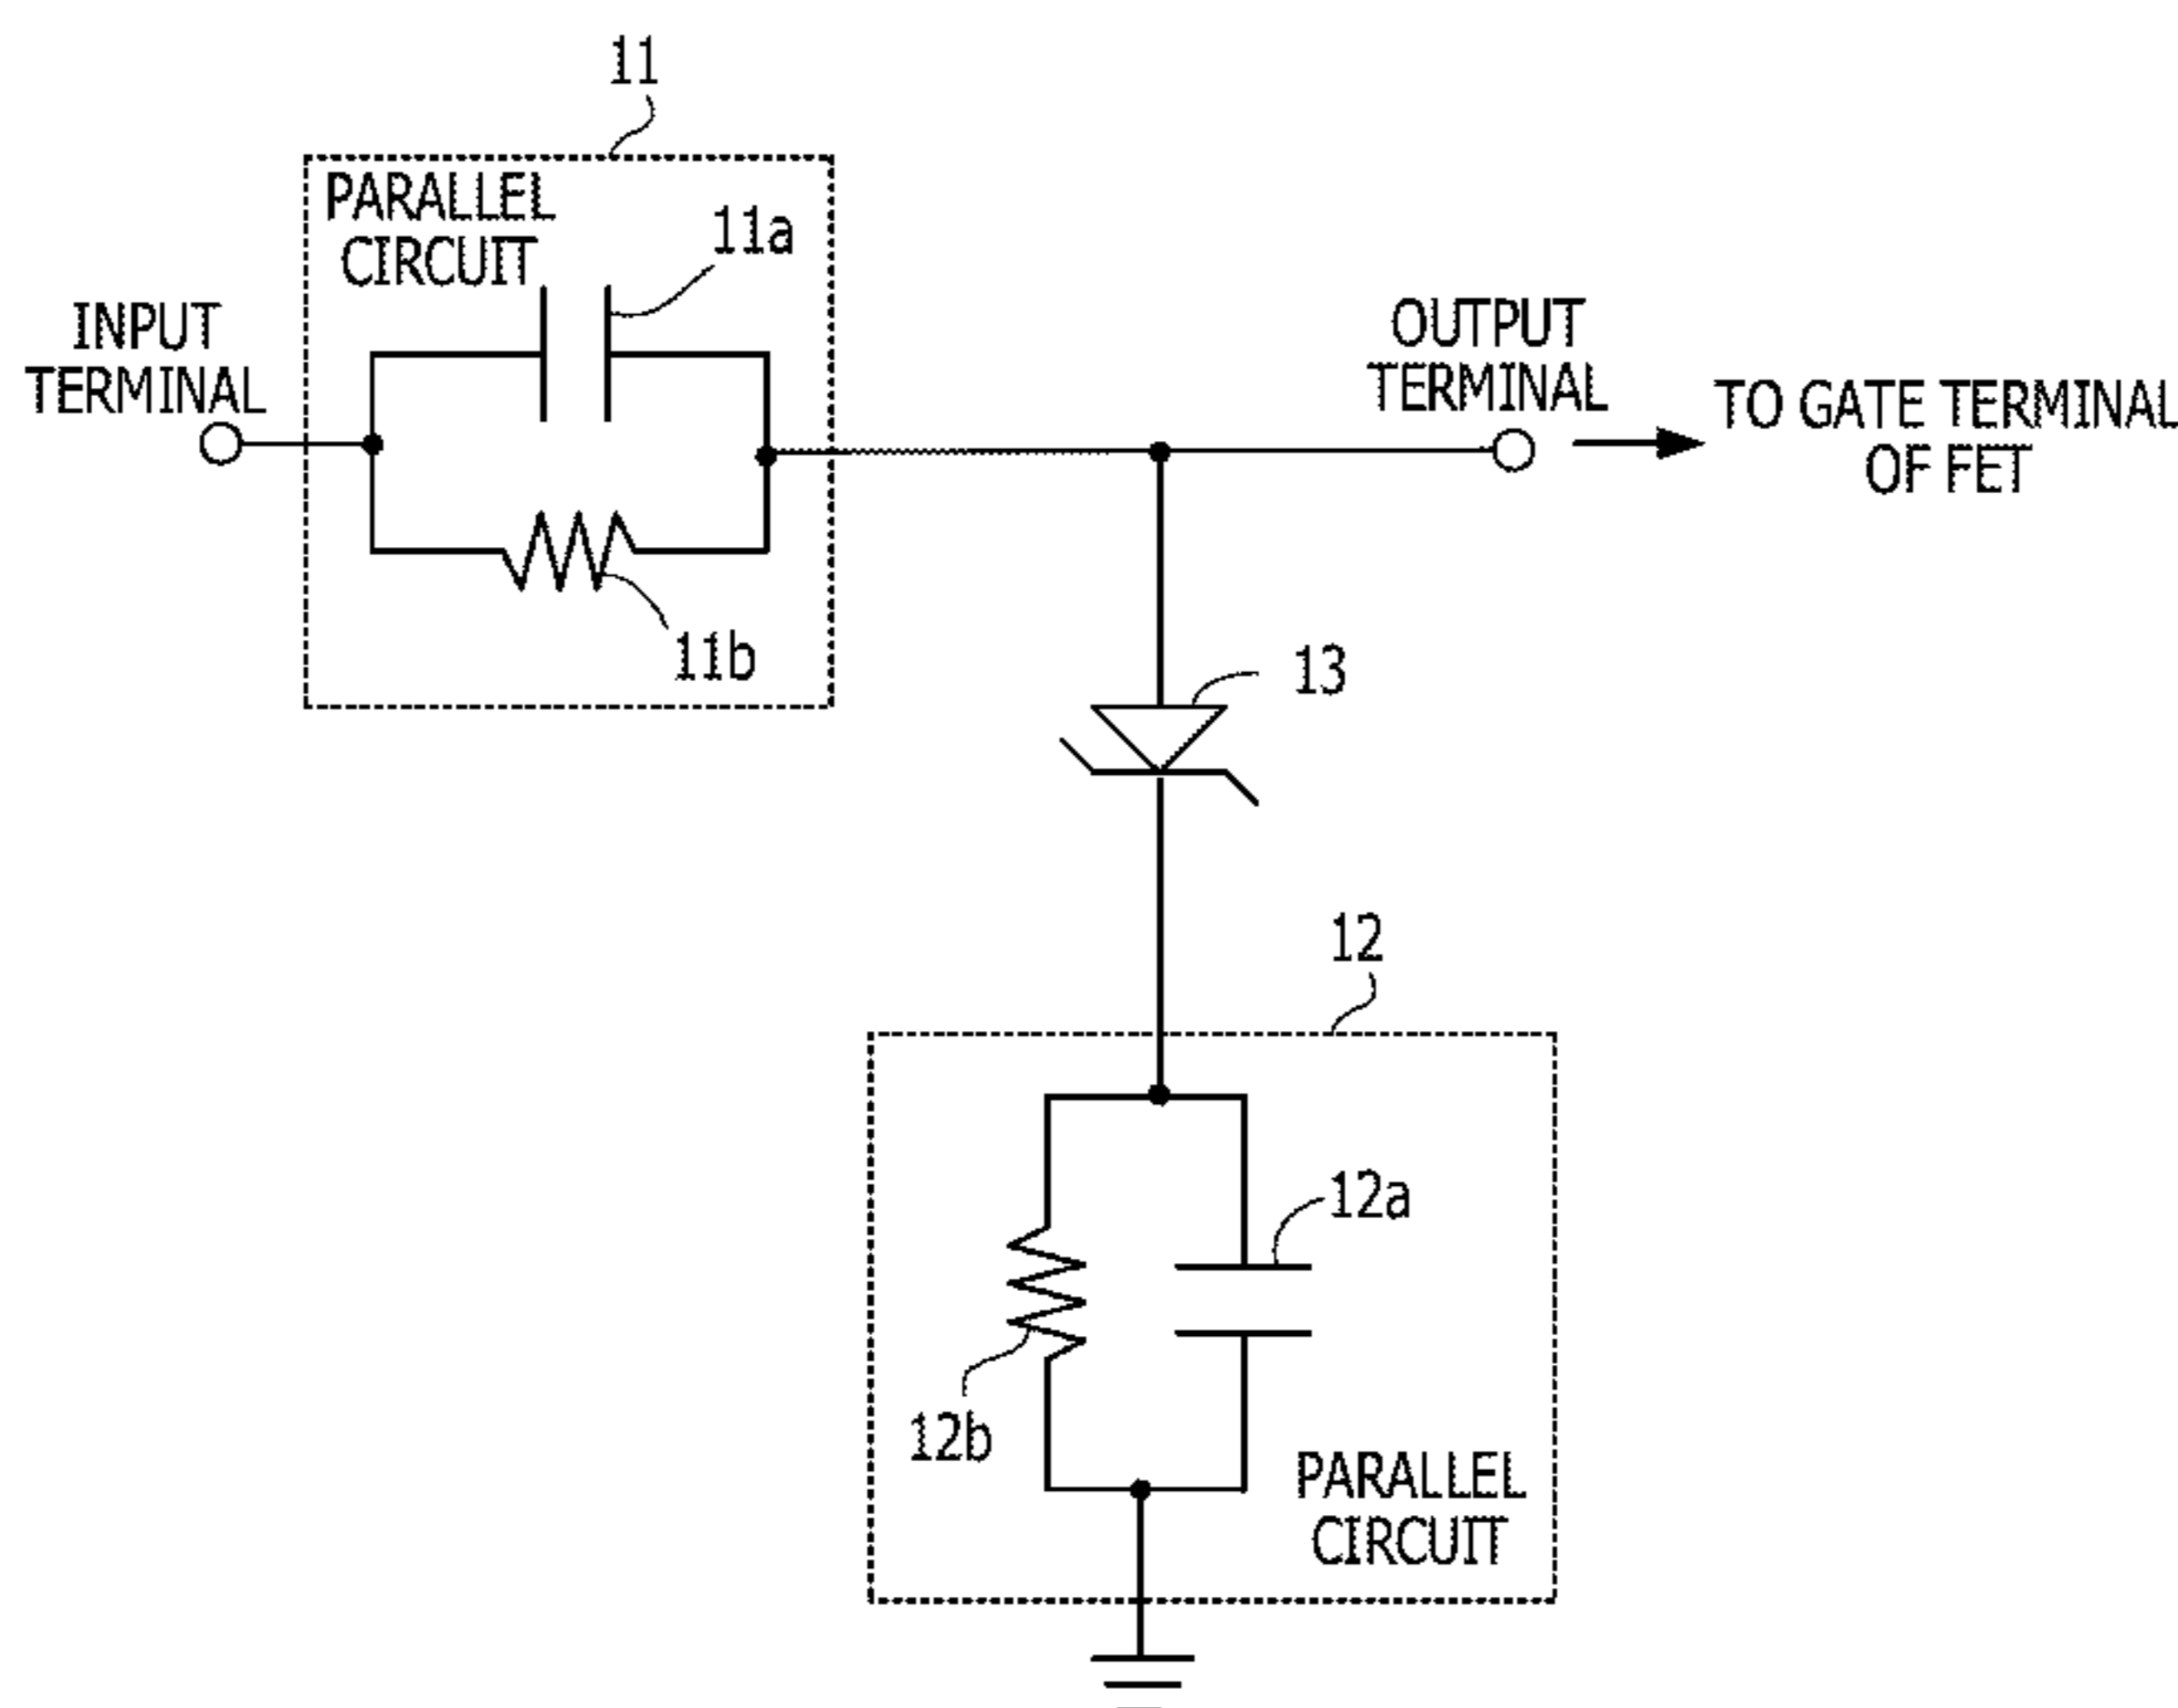 11
PARALLEL
CIRCUIT
11a
INPUT
TERMINAL
OUTPUT
TERMINAL
TO GATE TERMINAL
OF FET
11b
13
12
12a
12b
PARALLEL
CIRCUIT